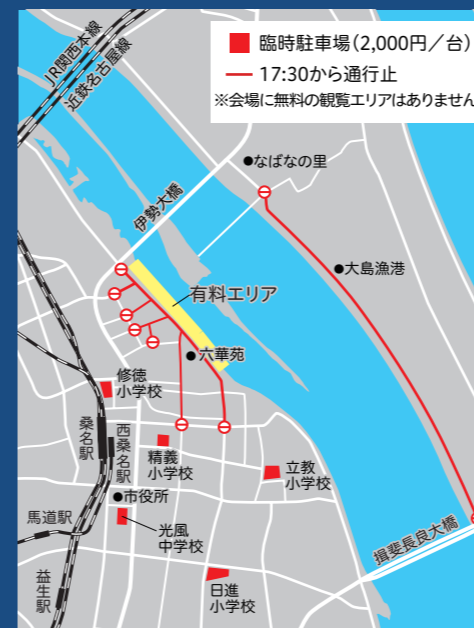 臨時駐車場(2,000円／台)
17:30から通行止
※会場に無料の観覧エリアはありません
JR関西本線
近鉄名古屋線
なばなの里
伊勢大橋
大島漁港
有料エリア
六華苑
修徳
小学校
桑名駅
西桑名駅
精義
小学校
立教
小学校
市役所
馬道駅
光風
中学校
揖斐長良大橋
益生駅
日進
小学校